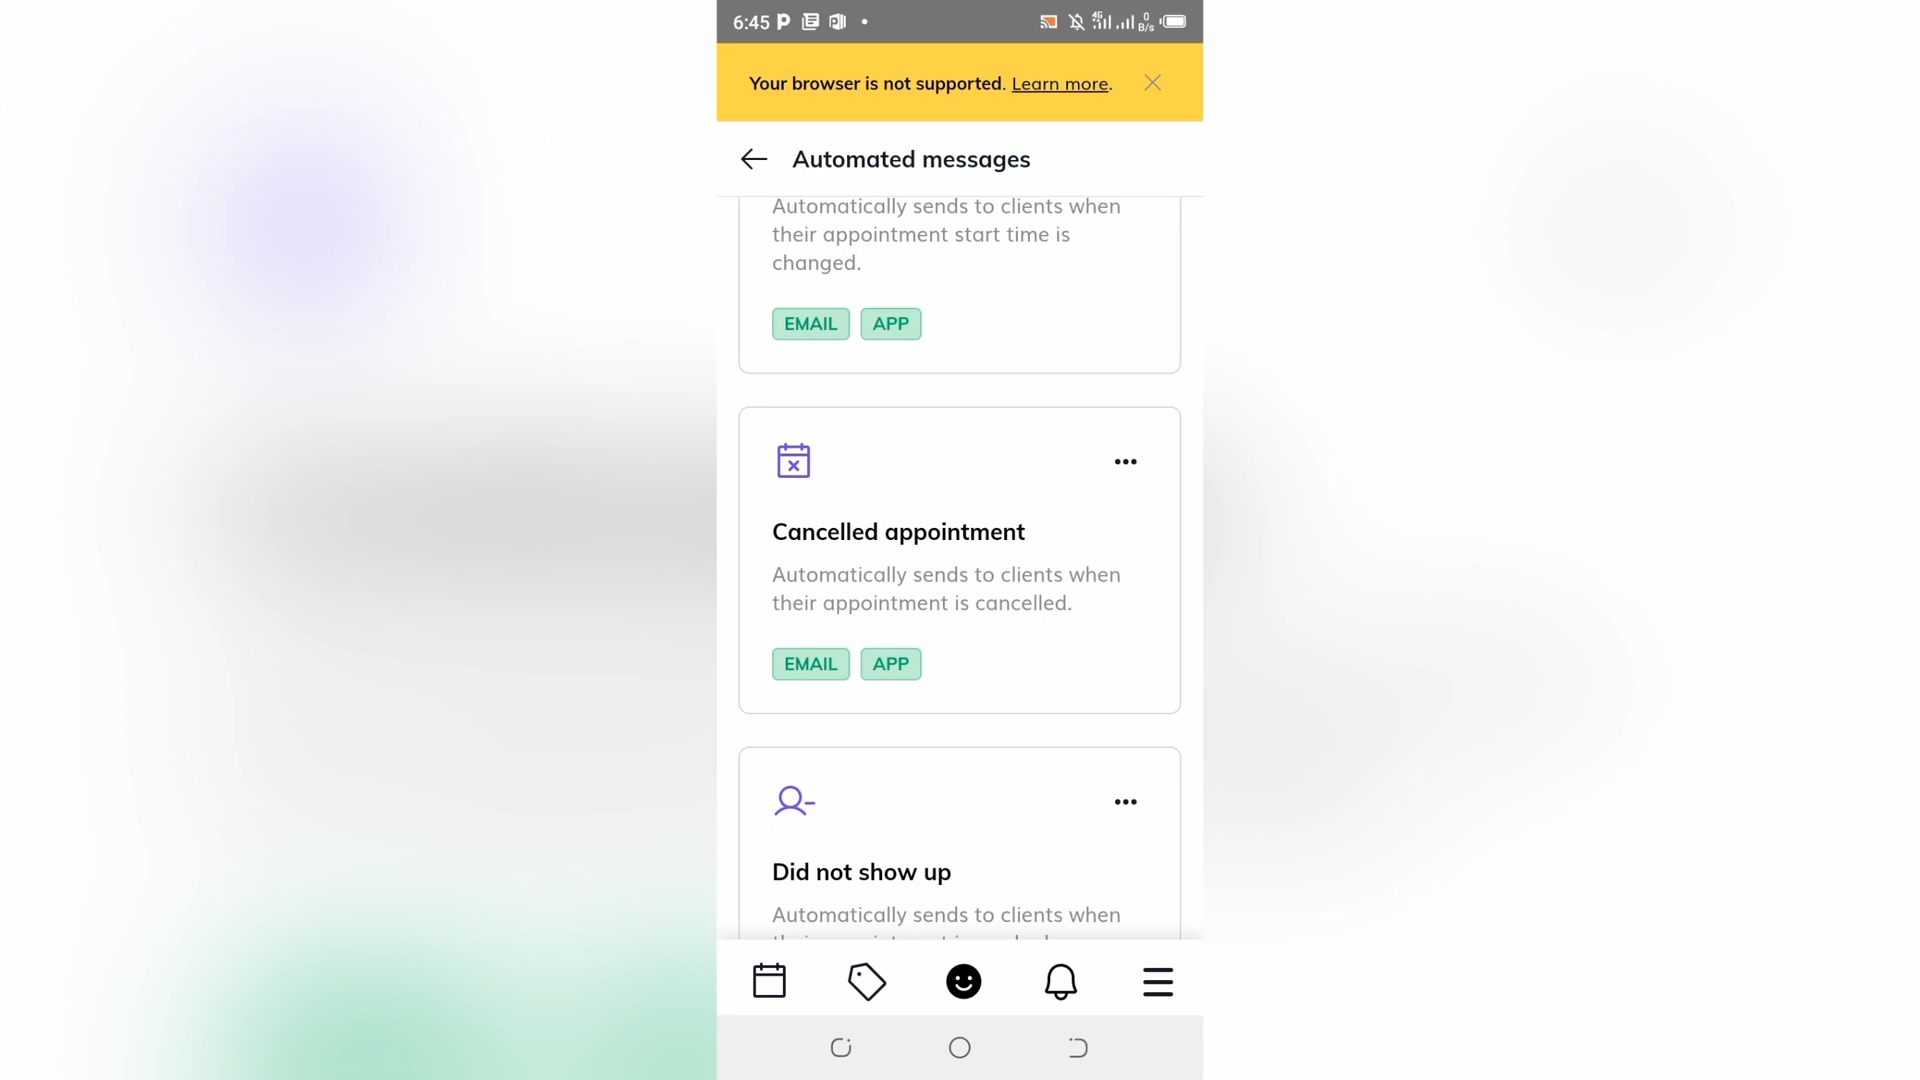 6:45
4G
0
B/s
Your browser is not supported. Learn more.
Automated messages
Automatically sends to clients when
their appointment start time is
changed.
EMAIL APP
Cancelled appointment
Automatically sends to clients when
their appointment is cancelled.
EMAIL APP
Did not show up
Automatically sends to clients when